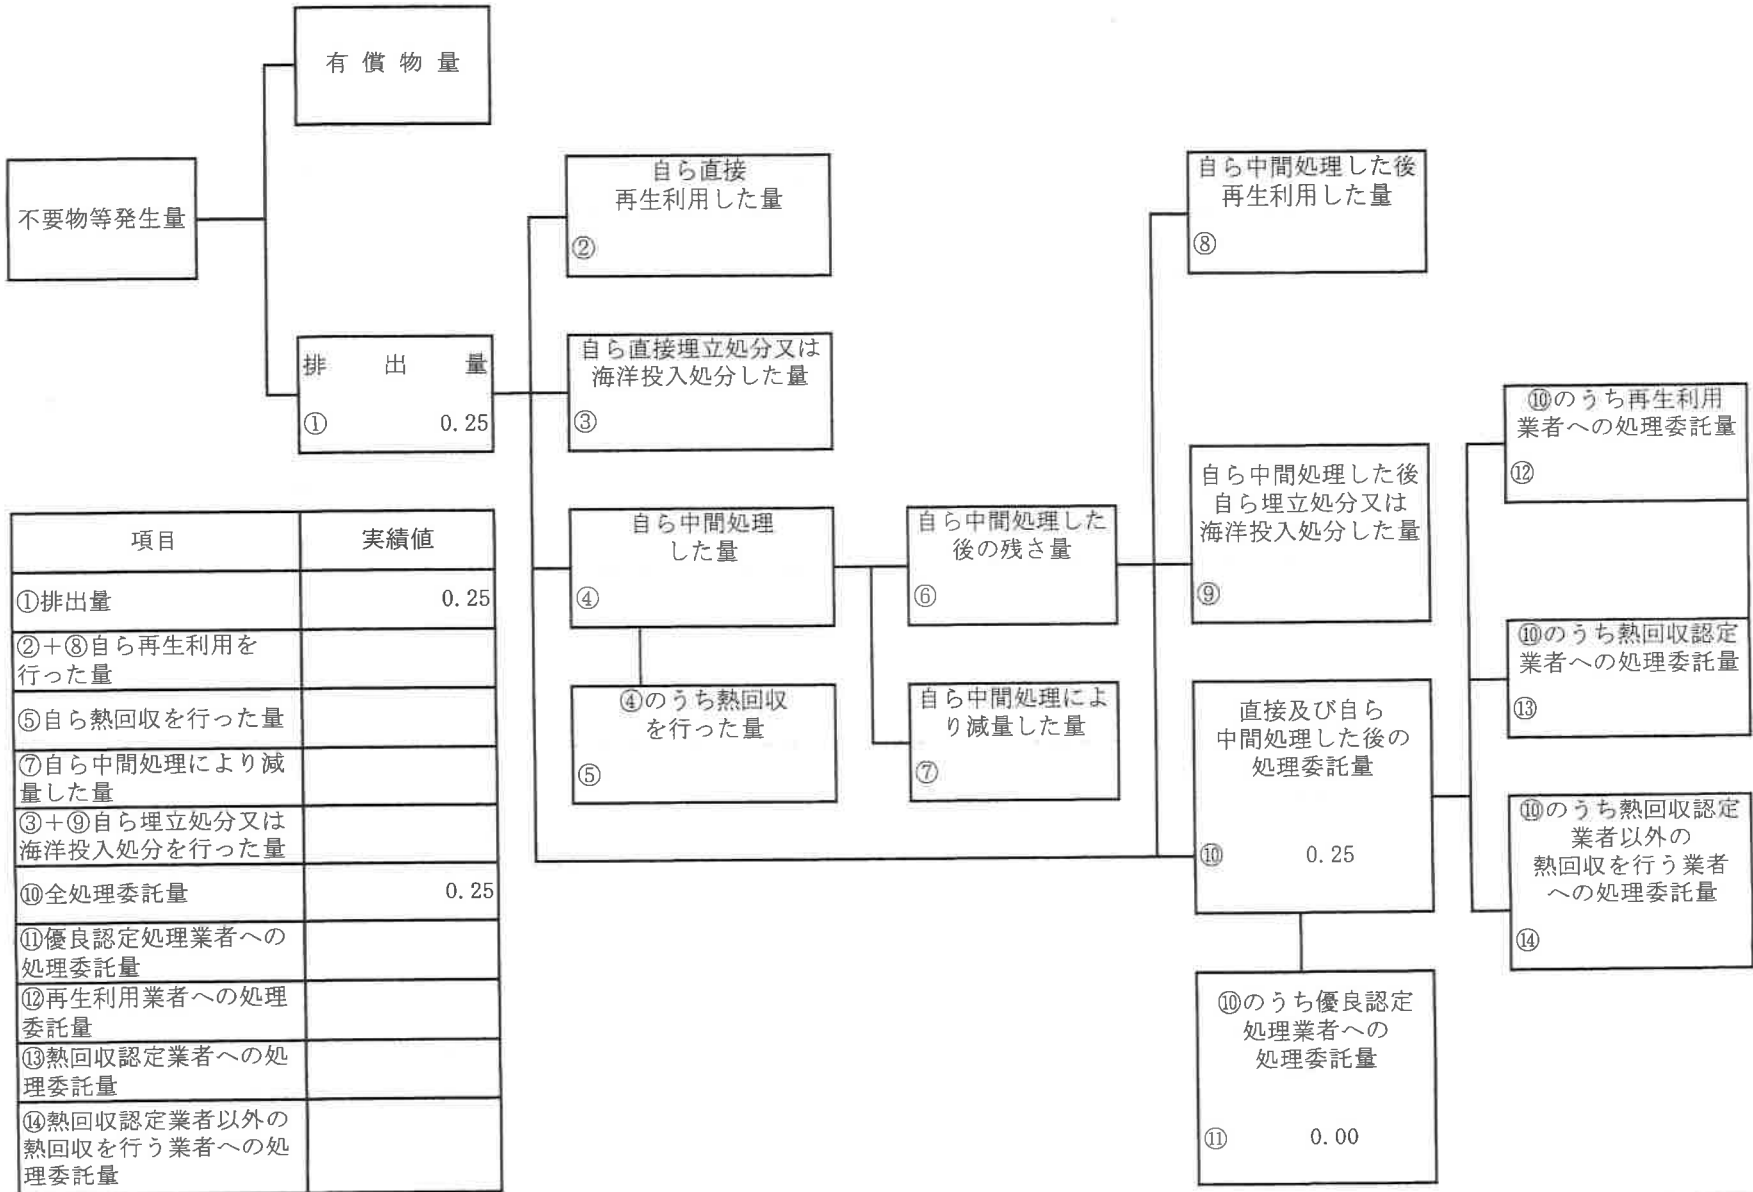 有償物量
不要物等発生量
排出量
① 0.25
自ら直接
再生利用した量
②
自ら直接埋立処分又は
海洋投入処分した量
③
自ら中間処理
した量
④
④のうち熱回収
を行った量
⑤
自ら中間処理した
後の残さ量
⑥
自ら中間処理によ
り減量した量
⑦
自ら中間処理した後
再生利用した量
⑧
自ら中間処理した後
自ら埋立処分又は
海洋投入処分した量
⑨
直接及び自ら
中間処理した後の
処理委託量
⑩ 0.25
⑩のうち優良認定
処理業者への
処理委託量
⑪ 0.00
⑩のうち再生利用
業者への処理委託量
⑫
⑩のうち熱回収認定
業者への処理委託量
⑬
⑩のうち熱回収認定
業者以外の
熱回収を行う業者
への処理委託量
⑭
項目 実績値
①排出量 0.25
②+⑧自ら再生利用を
行った量
⑤自ら熱回収を行った量
⑦自ら中間処理により減
量した量
③+⑨自ら埋立処分又は
海洋投入処分を行った量
⑩全処理委託量 0.25
⑪優良認定処理業者への
処理委託量
⑫再生利用業者への処理
委託量
⑬熱回収認定業者への処
理委託量
⑭熱回収認定業者以外の
熱回収を行う業者への処
理委託量